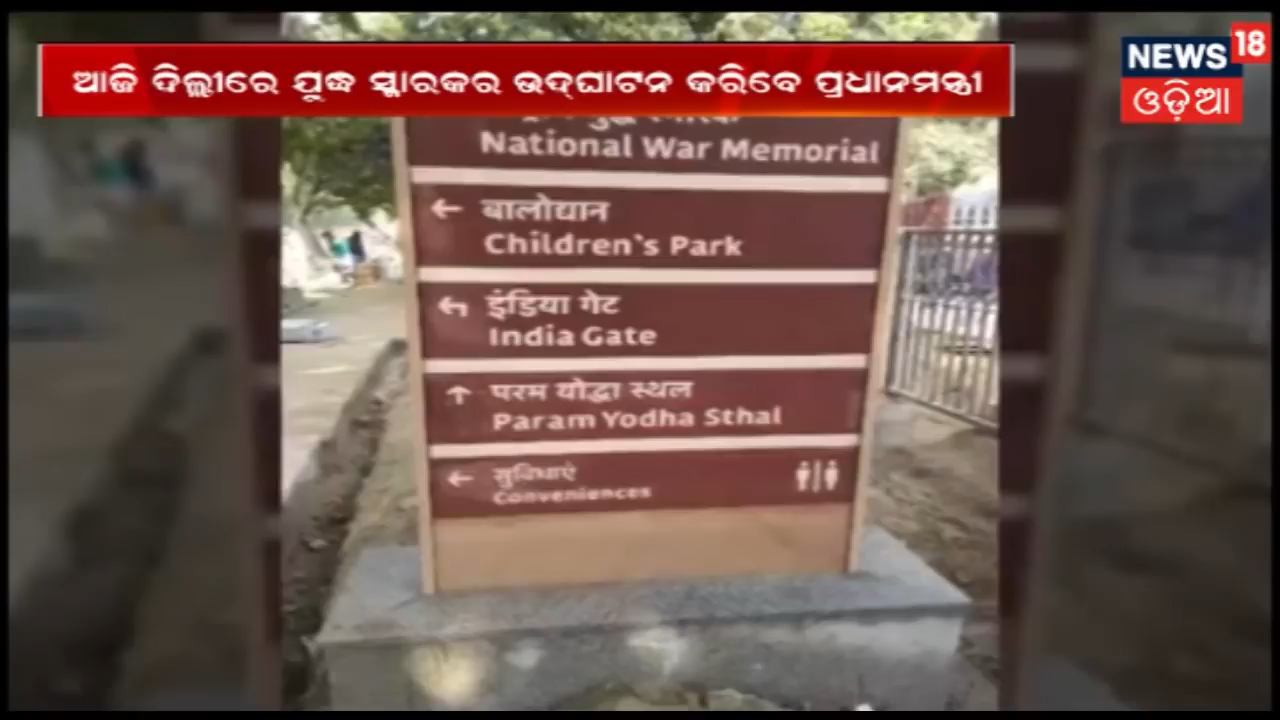 ଆଜି ଦିଲ୍ଲୀରେ ଯୁଦ୍ଧ ସ୍ମାରକର ଉଦ୍‌ଘାଟନ କରିବେ ପ୍ରଧାନମନ୍ତ୍ରୀ
NEWS 18
ଓଡ଼ିଆ
National War Memorial
← बालोद्यान
Children's Park
इंडिया गेट
India Gate
↑ परम योद्धा स्थल
Param Yodha Sthal
← सुविधाएं
Conveniences